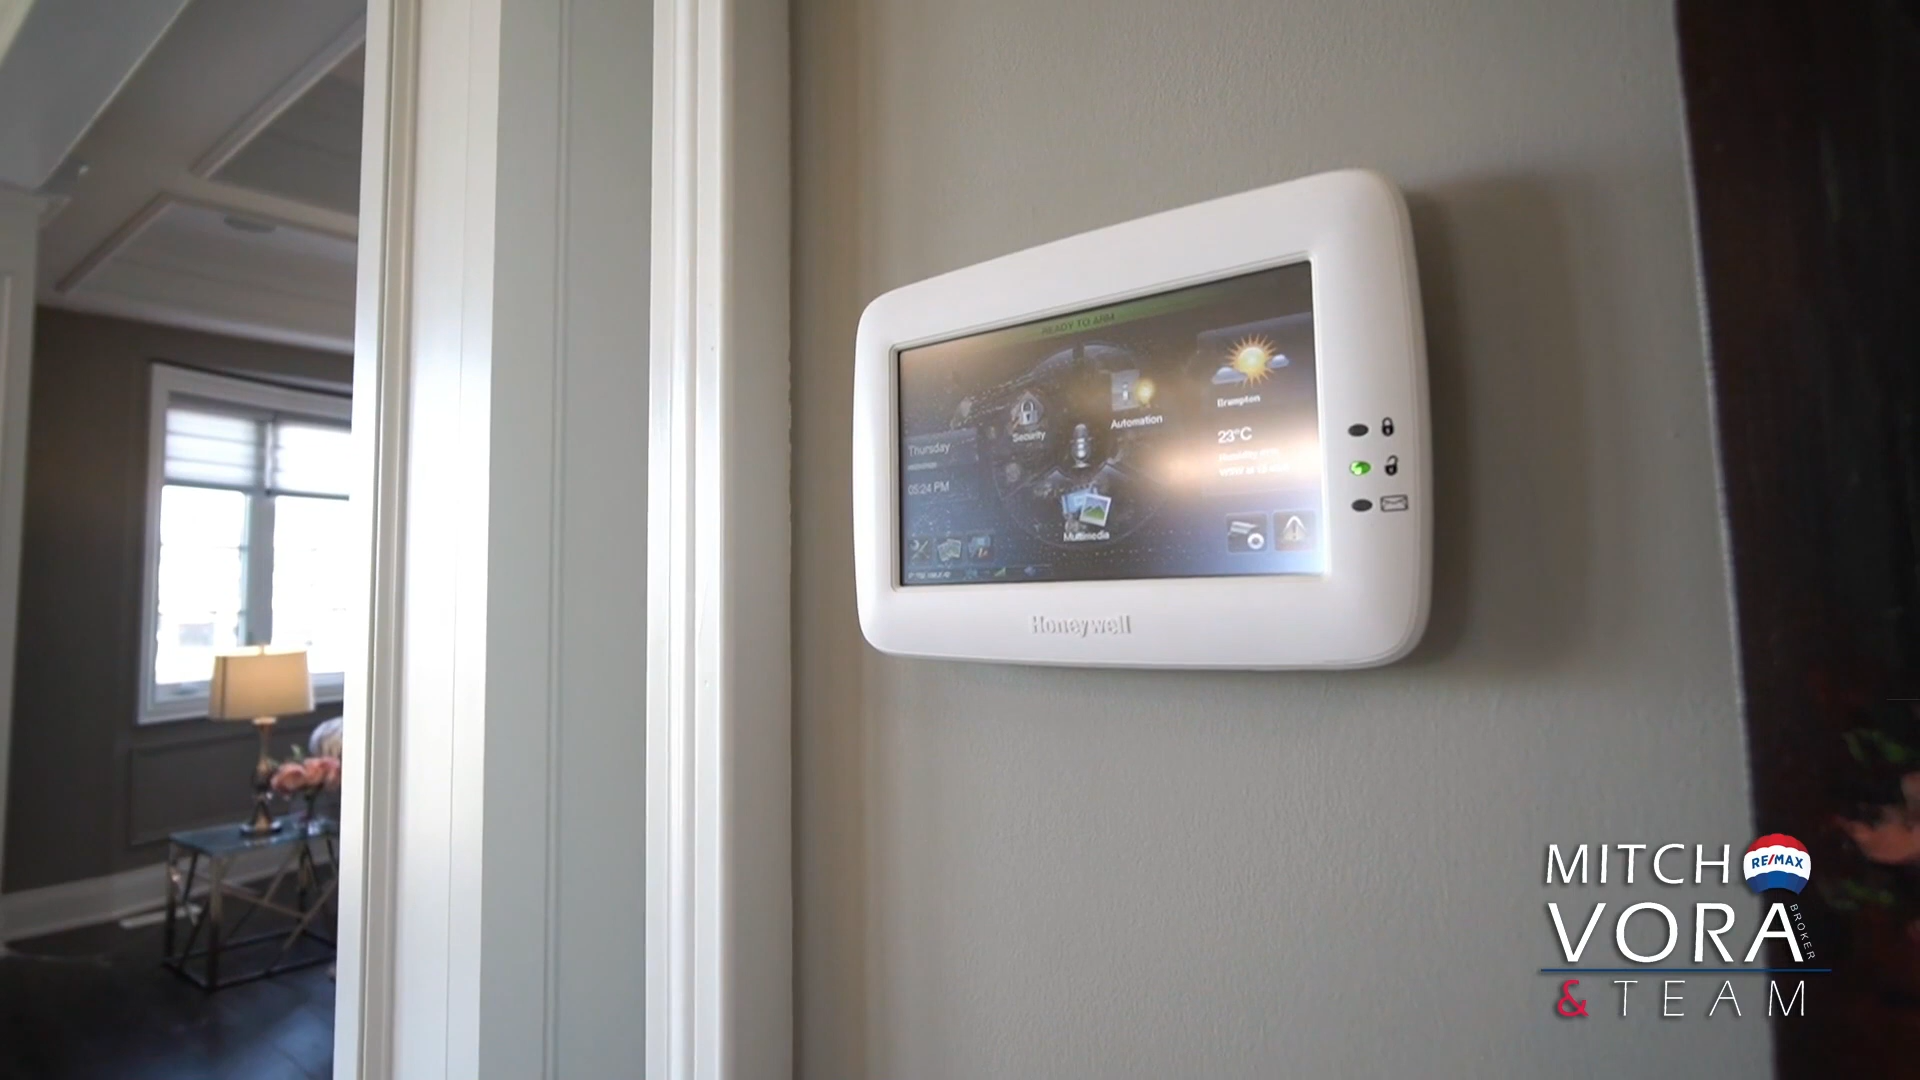 READY TO ARM
Security
Automation
Thursday
05:24 PM
Multimedia
Brampton
23°C
Honeywell
MITCH
RE/MAX
VORA
BROKER
& TEAM